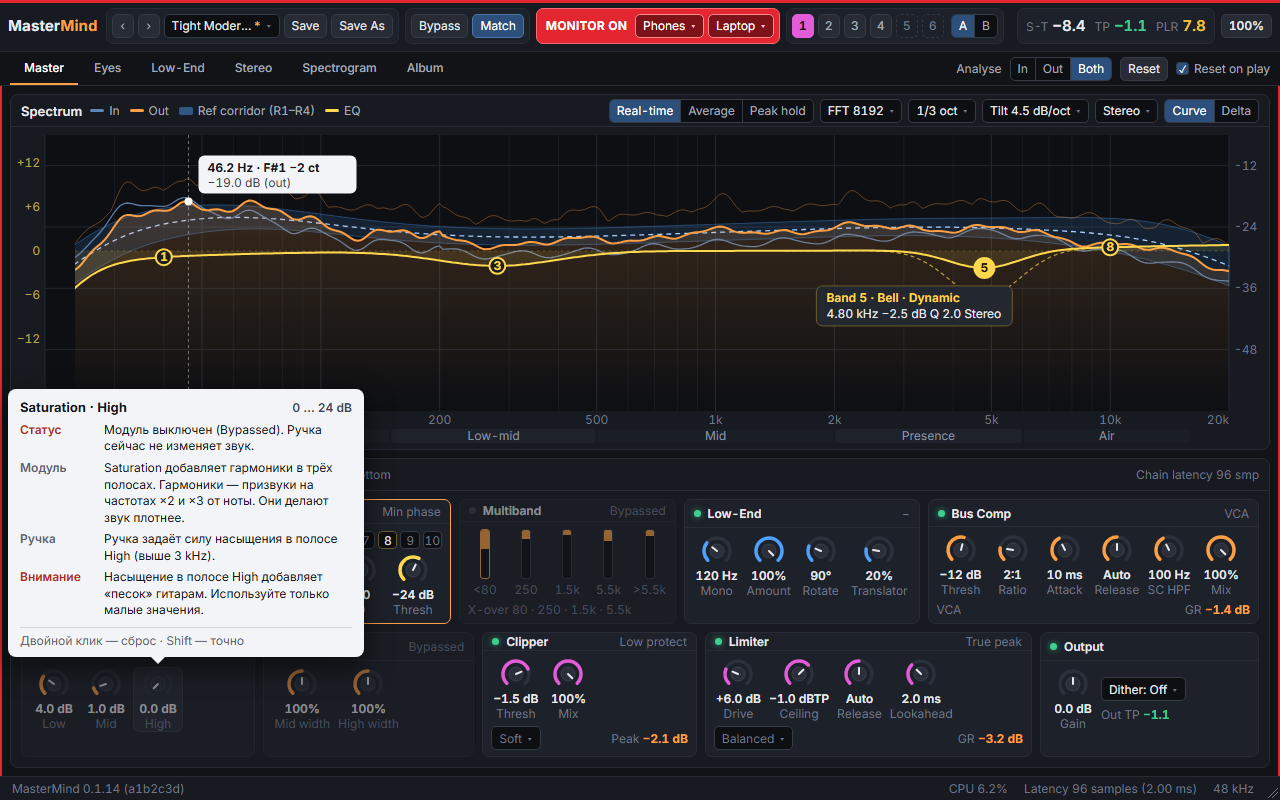 MasterMind ‹ › Tight Moder... * Save Save As Bypass Match MONITOR ON Phones Laptop 1 2 3 4 5 6 A B S-T −8.4 TP −1.1 PLR 7.8 100%
Master Eyes Low-End Stereo Spectrogram Album Analyse In Out Both Reset Reset on play
Spectrum In Out Ref corridor (R1–R4) EQ Real-time Average Peak hold FFT 8192 1/3 oct Tilt 4.5 dB/oct Stereo Curve Delta
+12 −12
46.2 Hz · F#1 −2 ct
−19.0 dB (out)
+6
−24
0 1 3 5 8
−6 −36
Band 5 · Bell · Dynamic
4.80 kHz −2.5 dB Q 2.0 Stereo
−12
−48
200 500 1k 2k 5k 10k 20k
Low-mid Mid Presence Air
Saturation · High 0 … 24 dB
Статус Модуль выключен (Bypassed). Ручка
сейчас не изменяет звук.
Модуль Saturation добавляет гармоники в трёх
полосах. Гармоники — призвуки на
частотах ×2 и ×3 от ноты. Они делают
звук плотнее.
Ручка Ручка задаёт силу насыщения в полосе
High (выше 3 kHz).
Внимание Насыщение в полосе High добавляет
«песок» гитарам. Используйте только
малые значения.
Двойной клик — сброс · Shift — точно
Chain latency 96 smp
Min phase
7 8 9 10
−24 dB
Thresh
Multiband Bypassed
<80 250 1.5k 5.5k >5.5k
X-over 80 · 250 · 1.5k · 5.5k
Low-End –
120 Hz 100% 90° 20%
Mono Amount Rotate Translator
Bus Comp VCA
−12 dB 2:1 10 ms Auto 100 Hz 100%
Thresh Ratio Attack Release SC HPF Mix
VCA GR −1.4 dB
4.0 dB 1.0 dB 0.0 dB
Low Mid High
Bypassed
100% 100%
Mid width High width
Clipper Low protect
−1.5 dB 100%
Thresh Mix
Soft Peak −2.1 dB
Limiter True peak
+6.0 dB −1.0 dBTP Auto 2.0 ms
Drive Ceiling Release Lookahead
Balanced GR −3.2 dB
Output
Dither: Off
0.0 dB
Gain
Out TP −1.1
MasterMind 0.1.14 (a1b2c3d) CPU 6.2% Latency 96 samples (2.00 ms) 48 kHz